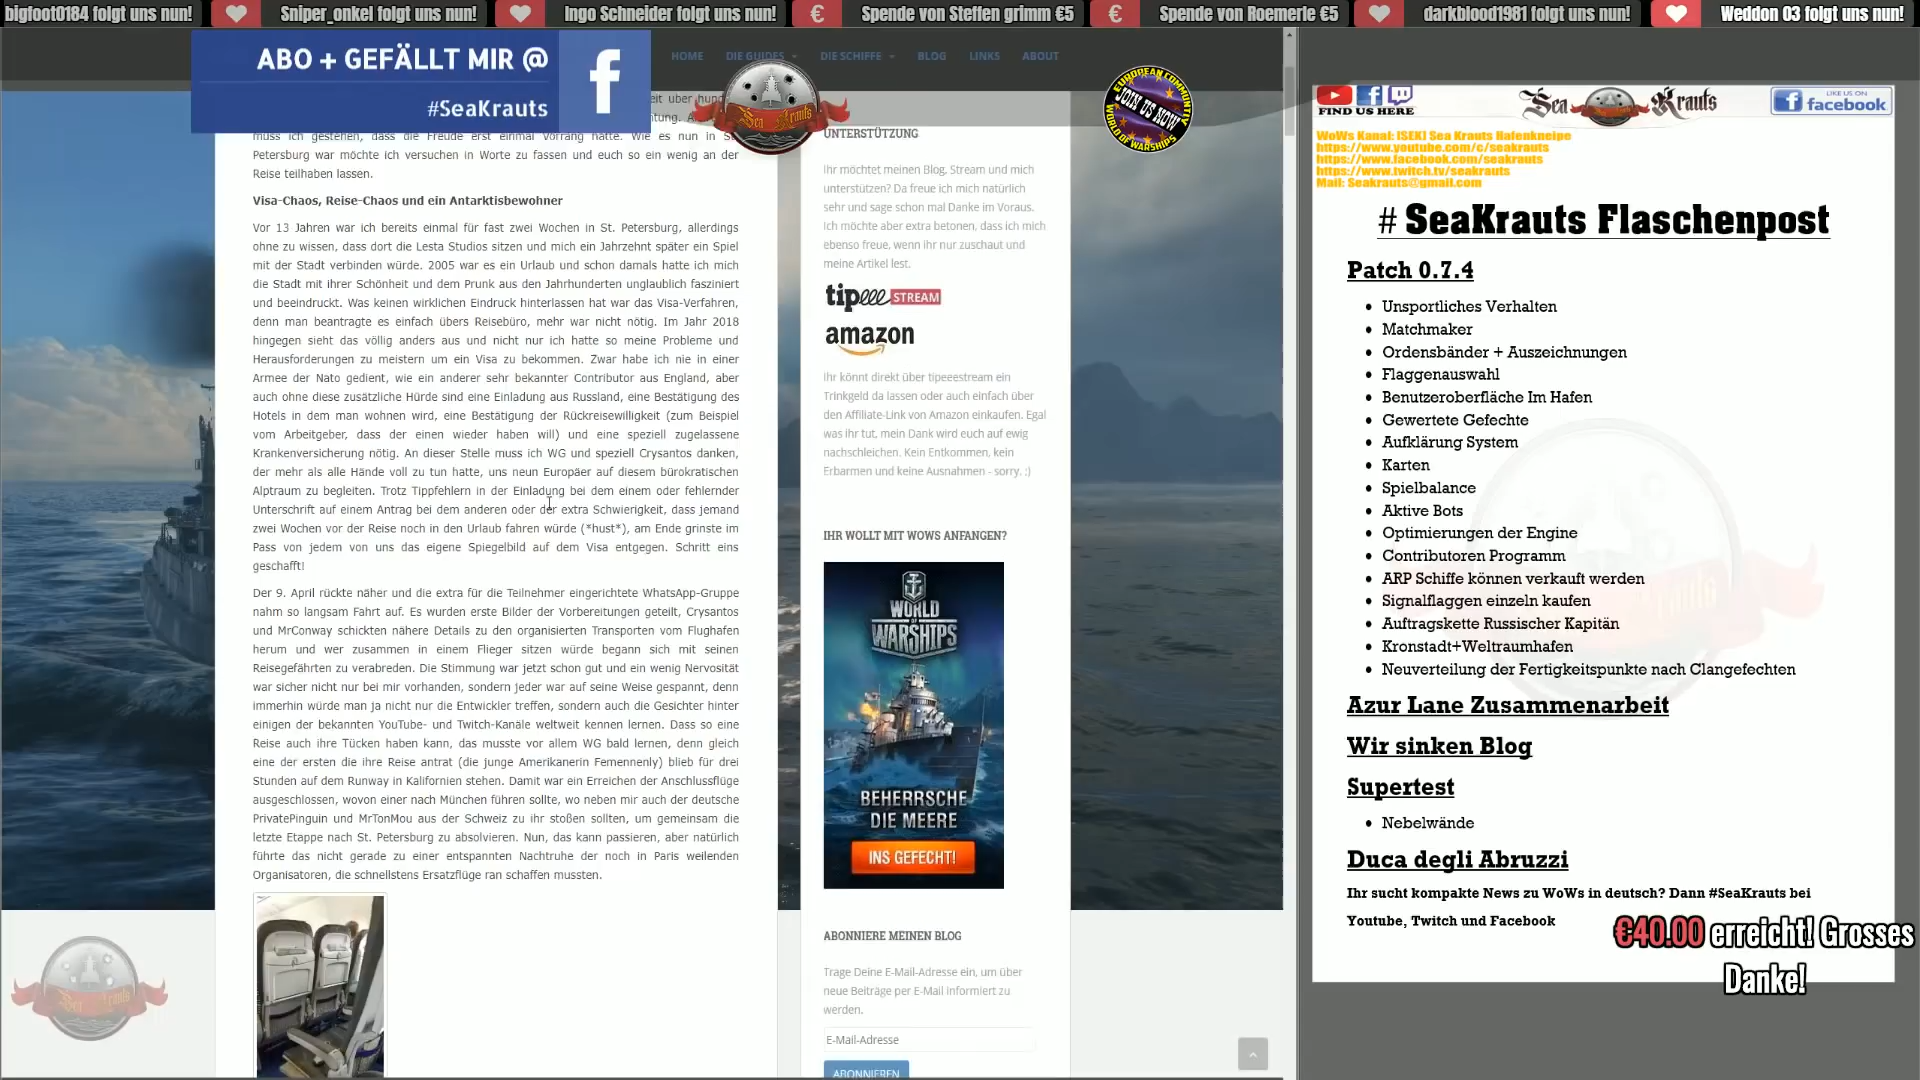 bigfoot0184 folgt uns nun! Sniper_onkel folgt uns nun! Ingo Schneider folgt uns nun! € Spende von Steffen grimm €5 € Spende von Roemerle €5 darkblood1981 folgt uns nun! Weddon 03 folgt uns nun!
ABO + GEFÄLLT MIR @
#SeaKrauts
HOME DIE GUIDES DIE SCHIFFE BLOG LINKS ABOUT
Sea Krauts
EUROPEAN COMMUNITY
JOIN US NOW
WORLD OF WARSHIPS
muss ich gestehen, dass die Freude erst einmal Vorrang hatte. Wie es nun in St.
Petersburg war möchte ich versuchen in Worte zu fassen und euch so ein wenig an der
Reise teilhaben lassen.
Visa-Chaos, Reise-Chaos und ein Antarktisbewohner
Vor 13 Jahren war ich bereits einmal für fast zwei Wochen in St. Petersburg, allerdings
ohne zu wissen, dass dort die Lesta Studios sitzen und mich ein Jahrzehnt später ein Spiel
mit der Stadt verbinden würde. 2005 war es ein Urlaub und schon damals hatte ich mich
die Stadt mit ihrer Schönheit und dem Prunk aus den Jahrhunderten unglaublich fasziniert
und beeindruckt. Was keinen wirklichen Eindruck hinterlassen hat war das Visa-Verfahren,
denn man beantragte es einfach übers Reisebüro, mehr war nicht nötig. Im Jahr 2018
hingegen sieht das völlig anders aus und nicht nur ich hatte so meine Probleme und
Herausforderungen zu meistern um ein Visa zu bekommen. Zwar habe ich nie in einer
Armee der Nato gedient, wie ein anderer sehr bekannter Contributor aus England, aber
auch ohne diese zusätzliche Hürde sind eine Einladung aus Russland, eine Bestätigung des
Hotels in dem man wohnen wird, eine Bestätigung der Rückreisewilligkeit (zum Beispiel
vom Arbeitgeber, dass der einen wieder haben will) und eine speziell zugelassene
Krankenversicherung nötig. An dieser Stelle muss ich WG und speziell Crysantos danken,
der mehr als alle Hände voll zu tun hatte, uns neun Europäer auf diesem bürokratischen
Alptraum zu begleiten. Trotz Tippfehlern in der Einladung bei dem einem oder fehlernder
Unterschrift auf einem Antrag bei dem anderen oder der extra Schwierigkeit, dass jemand
zwei Wochen vor der Reise noch in den Urlaub fahren würde (*hust*), am Ende grinste im
Pass von jedem von uns das eigene Spiegelbild auf dem Visa entgegen. Schritt eins
geschafft!
Der 9. April rückte näher und die extra für die Teilnehmer eingerichtete WhatsApp-Gruppe
nahm so langsam Fahrt auf. Es wurden erste Bilder der Vorbereitungen geteilt, Crysantos
und MrConway schickten nähere Details zu den organisierten Transporten vom Flughafen
herum und wer zusammen in einem Flieger sitzen würde begann sich mit seinen
Reisegefährten zu verabreden. Die Stimmung war jetzt schon gut und ein wenig Nervosität
war sicher nicht nur bei mir vorhanden, sondern jeder war auf seine Weise gespannt, denn
immerhin würde man ja nicht nur die Entwickler treffen, sondern auch die Gesichter hinter
einigen der bekannten YouTube- und Twitch-Kanäle weltweit kennen lernen. Dass so eine
Reise auch ihre Tücken haben kann, das musste vor allem WG bald lernen, denn gleich
eine der ersten die ihre Reise antrat (die junge Amerikanerin Femennenly) blieb für drei
Stunden auf dem Runway in Kalifornien stehen. Damit war ein Erreichen der Anschlussflüge
ausgeschlossen, wovon einer nach München führen sollte, wo neben mir auch der deutsche
PrivatePinguin und MrTonMou aus der Schweiz zu ihr stoßen sollten, um gemeinsam die
letzte Etappe nach St. Petersburg zu absolvieren. Nun, das kann passieren, aber natürlich
führte das nicht gerade zu einer entspannten Nachtruhe der noch in Paris weilenden
Organisatoren, die schnellstens Ersatzflüge ran schaffen mussten.
UNTERSTÜTZUNG
Ihr möchtet meinen Blog, Stream und mich
unterstützen? Da freue ich mich natürlich
sehr und sage schon mal Danke im Voraus.
Ich möchte aber extra betonen, dass ich mich
ebenso freue, wenn ihr nur zuschaut und
meine Artikel lest.
tipeee STREAM
amazon
Ihr könnt direkt über tipeeestream ein
Trinkgeld da lassen oder auch einfach über
den Affiliate-Link von Amazon einkaufen. Egal
was ihr tut, mein Dank wird euch auf ewig
nachschleichen. Kein Entkommen, kein
Erbarmen und keine Ausnahmen - sorry. ;)
IHR WOLLT MIT WOWS ANFANGEN?
WORLD
OF
WARSHIPS
BEHERRSCHE
DIE MEERE
INS GEFECHT!
ABONNIERE MEINEN BLOG
Trage Deine E-Mail-Adresse ein, um über
neue Beiträge per E-Mail informiert zu
werden.
E-Mail-Adresse
ABONNIEREN
FIND US HERE
Sea Krauts
LIKE US ON
facebook
WoWs Kanal: [SEK] Sea Krauts Hafenkneipe
https://www.youtube.com/c/seakrauts
https://www.facebook.com/seakrauts
https://www.twitch.tv/seakrauts
Mail: Seakrauts@gmail.com
# SeaKrauts Flaschenpost
Patch 0.7.4
• Unsportliches Verhalten
• Matchmaker
• Ordensbänder + Auszeichnungen
• Flaggenauswahl
• Benutzeroberfläche Im Hafen
• Gewertete Gefechte
• Aufklärung System
• Karten
• Spielbalance
• Aktive Bots
• Optimierungen der Engine
• Contributoren Programm
• ARP Schiffe können verkauft werden
• Signalflaggen einzeln kaufen
• Auftragskette Russischer Kapitän
• Kronstadt+Weltraumhafen
• Neuverteilung der Fertigkeitspunkte nach Clangefechten
Azur Lane Zusammenarbeit
Wir sinken Blog
Supertest
• Nebelwände
Duca degli Abruzzi
Ihr sucht kompakte News zu WoWs in deutsch? Dann #SeaKrauts bei
Youtube, Twitch und Facebook
€40.00 erreicht! Grosses
Danke!
Sea Krauts